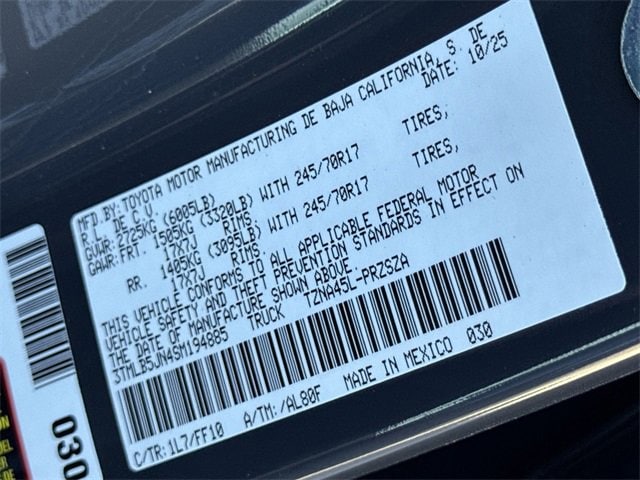 MFD.BY:TOYOTA MOTOR MANUFACTURING DE BAJA CALIFORNIA, S. DE
R.L. DE C.V. DATE: 10/25
GVWR: 2725KG (6005LB)
GAWR: FRT. 1505KG (3320LB) WITH 245/70R17 TIRES,
17X7J RIMS,
RR. 1405KG (3095LB) WITH 245/70R17 TIRES,
17X7J RIMS,
THIS VEHICLE CONFORMS TO ALL APPLICABLE FEDERAL MOTOR
VEHICLE SAFETY AND THEFT PREVENTION STANDARDS IN EFFECT ON
THE DATE OF MANUFACTURE SHOWN ABOVE.
3TMLB5JN4SM194885 TRUCK TZNA45L-PRZSZA
C/TR: 1L7/FF10 A/TM: /AL80F MADE IN MEXICO 030
030